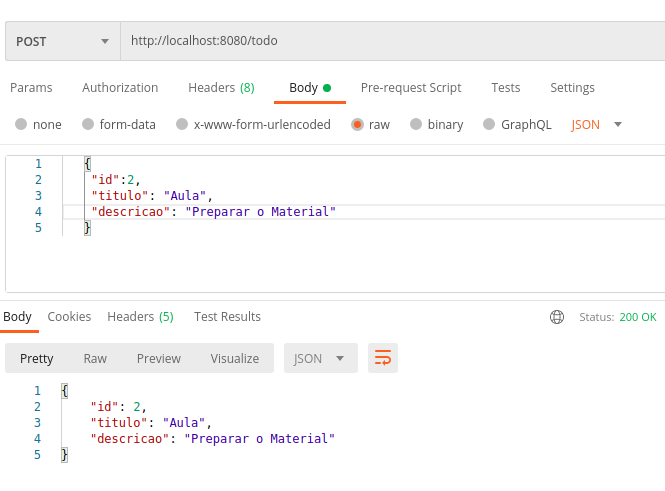 POST http://localhost:8080/todo
Params Authorization Headers (8) Body Pre-request Script Tests Settings
none form-data x-www-form-urlencoded raw binary GraphQL JSON
1 {
2 "id":2,
3 "titulo": "Aula",
4 "descricao": "Preparar o Material"
5 }
Body Cookies Headers (5) Test Results Status: 200 OK
Pretty Raw Preview Visualize JSON
1 {
2 "id": 2,
3 "titulo": "Aula",
4 "descricao": "Preparar o Material"
5 }